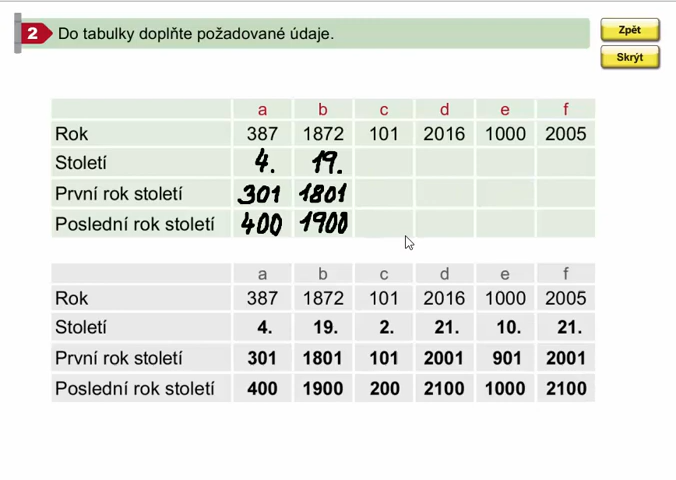 2 Do tabulky doplňte požadované údaje.
Zpět
Skrýt
a b c d e f
Rok 387 1872 101 2016 1000 2005
Století 4. 19.
První rok století 301 1801
Poslední rok století 400 1900
a b c d e f
Rok 387 1872 101 2016 1000 2005
Století 4. 19. 2. 21. 10. 21.
První rok století 301 1801 101 2001 901 2001
Poslední rok století 400 1900 200 2100 1000 2100